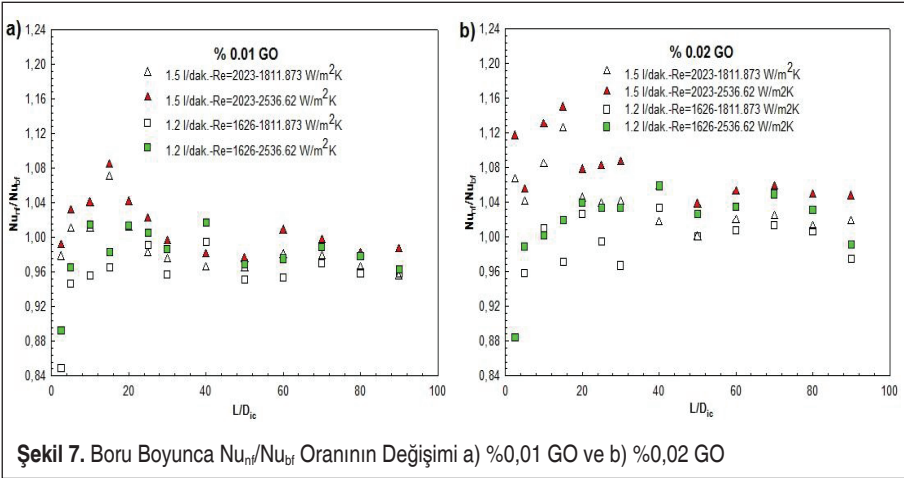 a)
1,24
1,20
1,16
1,12
1,08
1,04
1,00
0,96
0,92
0,88
0,84
Nu_nf/Nu_bf
% 0.01 GO
1.5 l/dak.-Re=2023-1811.873 W/m²K
1.5 l/dak.-Re=2023-2536.62 W/m²K
1.2 l/dak.-Re=1626-1811.873 W/m²K
1.2 l/dak.-Re=1626-2536.62 W/m²K
0 20 40 60 80 100
L/D_ic
b)
1,24
1,20
1,16
1,12
1,08
1,04
1,00
0,96
0,92
0,88
0,84
Nu_nf/Nu_bf
% 0.02 GO
1.5 l/dak.-Re=2023-1811.873 W/m²K
1.5 l/dak.-Re=2023-2536.62 W/m2K
1.2 l/dak.-Re=1626-1811.873 W/m2K
1.2 l/dak.-Re=1626-2536.62 W/m2K
0 20 40 60 80 100
L/D_ic
Şekil 7. Boru Boyunca Nu_nf/Nu_bf Oranının Değişimi a) %0,01 GO ve b) %0,02 GO